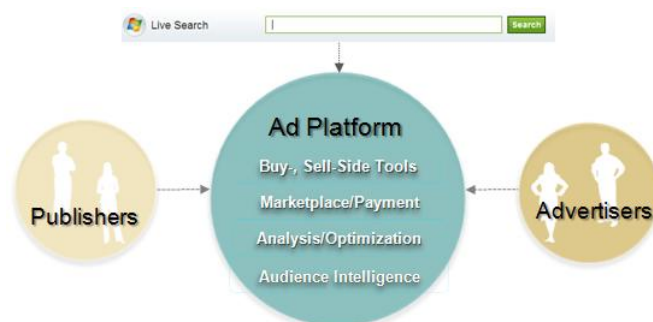 Live Search
Search
Ad Platform
Buy-, Sell-Side Tools
Marketplace/Payment
Analysis/Optimization
Audience Intelligence
Publishers
Advertisers